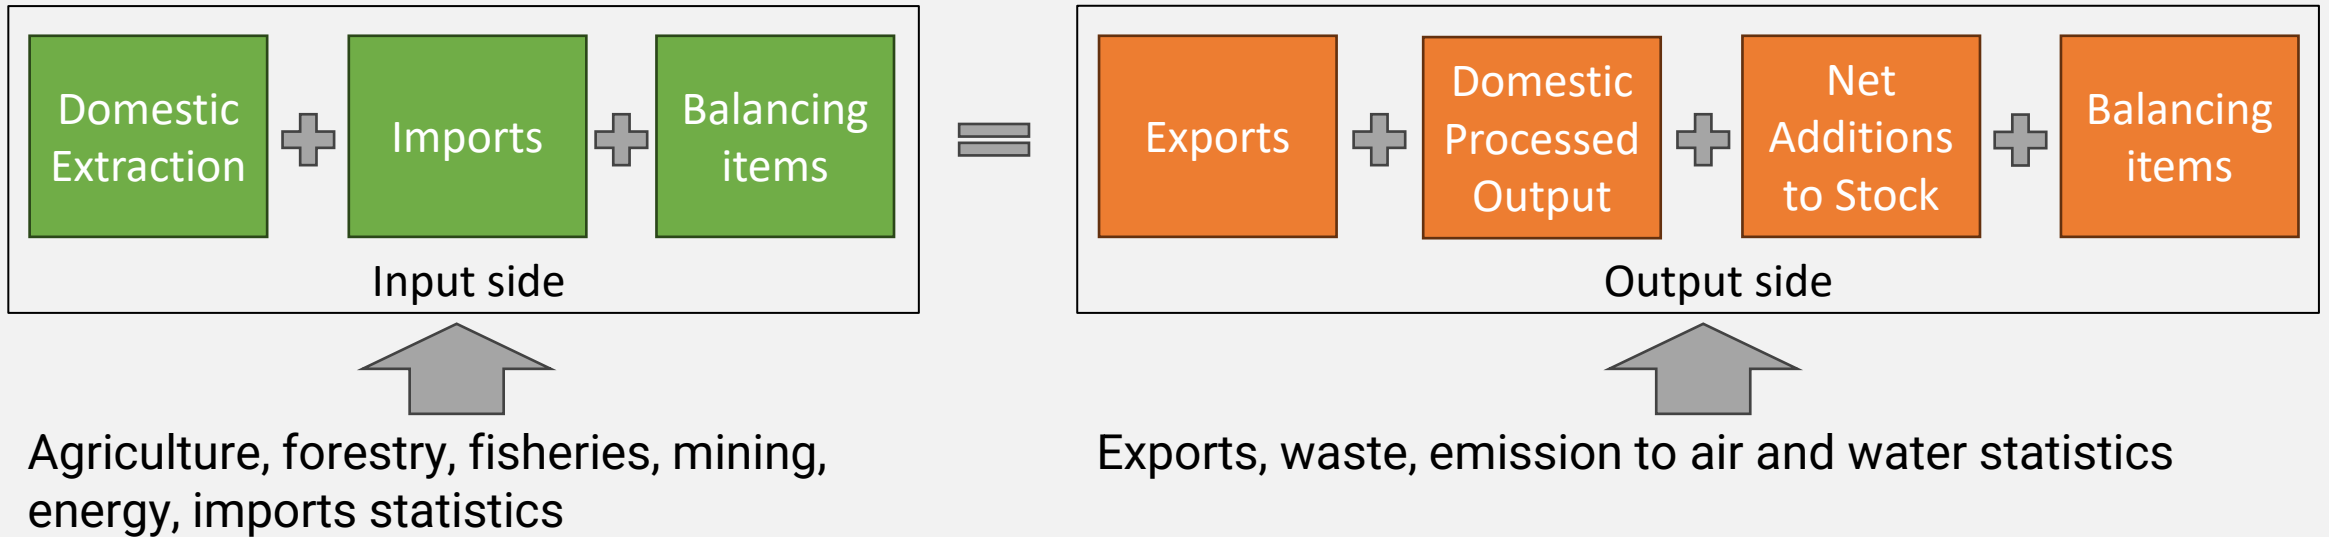 Domestic
Extraction
Imports
Balancing
items
Input side
Exports
Domestic
Processed
Output
Net
Additions
to Stock
Balancing
items
Output side
Agriculture, forestry, fisheries, mining,
energy, imports statistics
Exports, waste, emission to air and water statistics